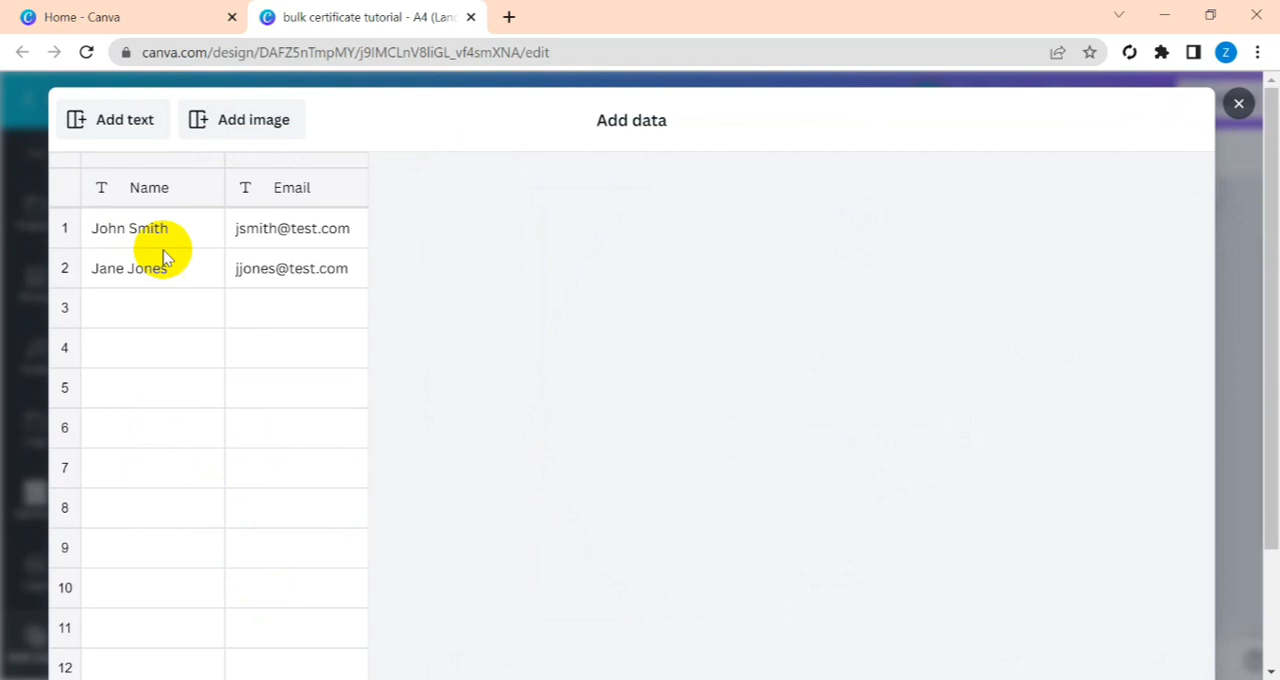 Home - Canva
bulk certificate tutorial - A4 (Lanc
canva.com/design/DAFZ5nTmpMY/j9IMCLnV8liGL_vf4smXNA/edit
Z
Add text
Add image
Add data
T Name T Email
1 John Smith jsmith@test.com
2 Jane Jones jjones@test.com
3
4
5
6
7
8
9
10
11
12